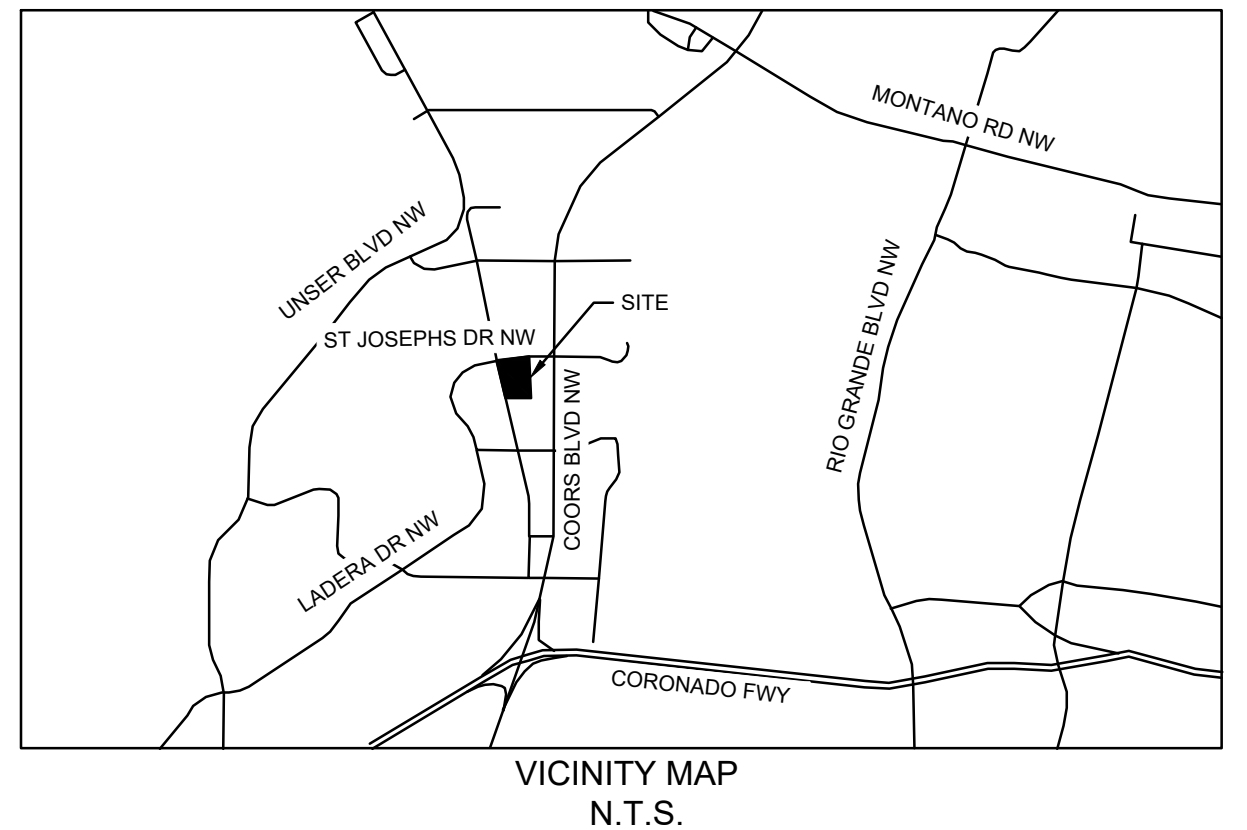 MONTANO RD NW
UNSER BLVD NW
SITE
ST JOSEPHS DR NW
RIO GRANDE BLVD NW
COORS BLVD NW
LADERA DR NW
CORONADO FWY
VICINITY MAP
N.T.S.